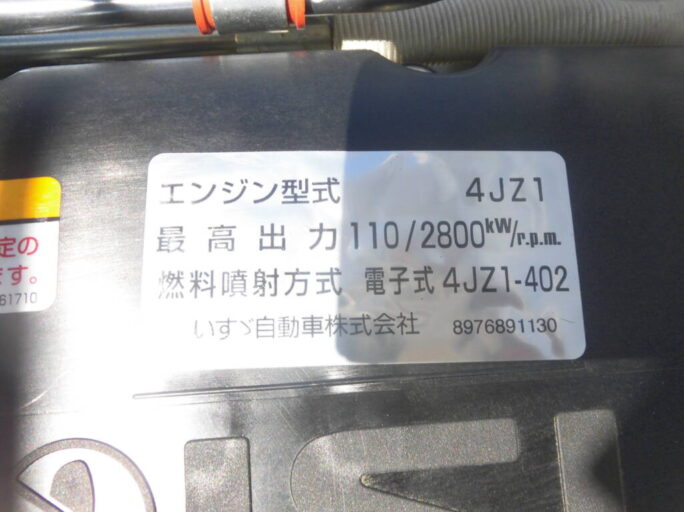 エンジン型式 4JZ1
最高出力 110/2800kW/r.p.m.
燃料噴射方式 電子式 4JZ1-402
いすゞ自動車株式会社 8976891130
定の
ます。
61710